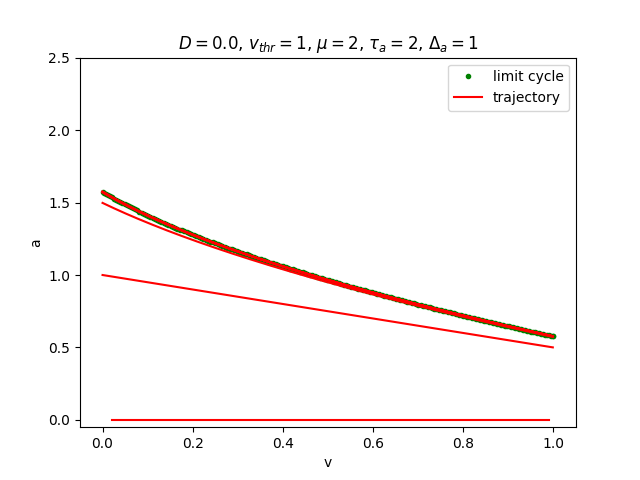 D = 0.0, v_thr = 1, μ = 2, τ_a = 2, Δ_a = 1
limit cycle
trajectory
2.5
2.0
1.5
1.0
0.5
0.0
a
0.0 0.2 0.4 0.6 0.8 1.0
v